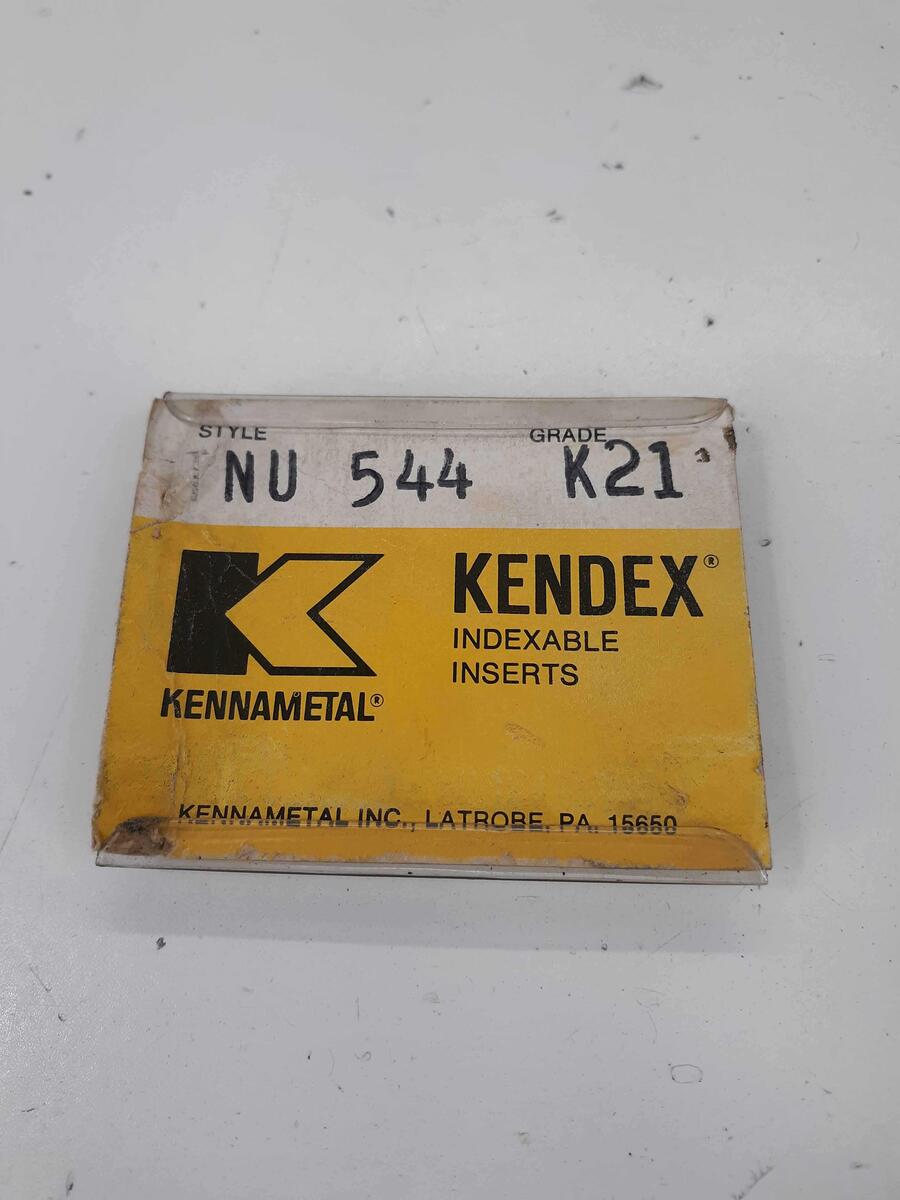 STYLE GRADE
NU 544 K21
KENDEX®
INDEXABLE
INSERTS
KENNAMETAL®
KENNAMETAL INC., LATROBE, PA. 15650